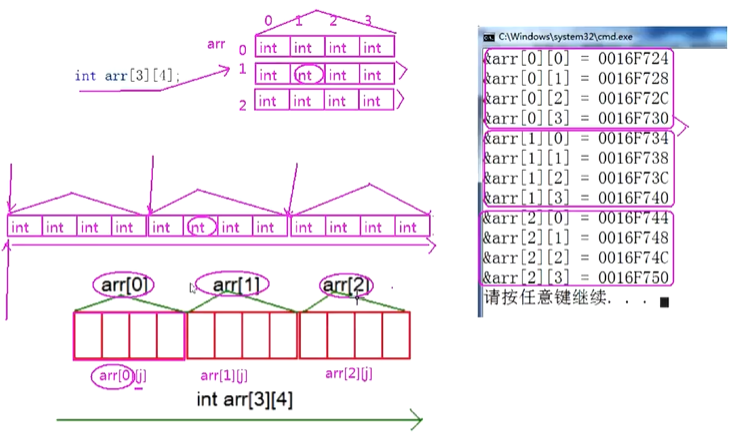 0 1 2 3
arr 0 int int int int
int arr[3][4];
1 int int int int
2 int int int int
int int int int int int int int int int int int
arr[0] arr[1] arr[2]
arr[0][j] arr[1][j] arr[2][j]
int arr[3][4]
C:\Windows\system32\cmd.exe
&arr[0][0] = 0016F724
&arr[0][1] = 0016F728
&arr[0][2] = 0016F72C
&arr[0][3] = 0016F730
&arr[1][0] = 0016F734
&arr[1][1] = 0016F738
&arr[1][2] = 0016F73C
&arr[1][3] = 0016F740
&arr[2][0] = 0016F744
&arr[2][1] = 0016F748
&arr[2][2] = 0016F74C
&arr[2][3] = 0016F750
请按任意键继续. . .